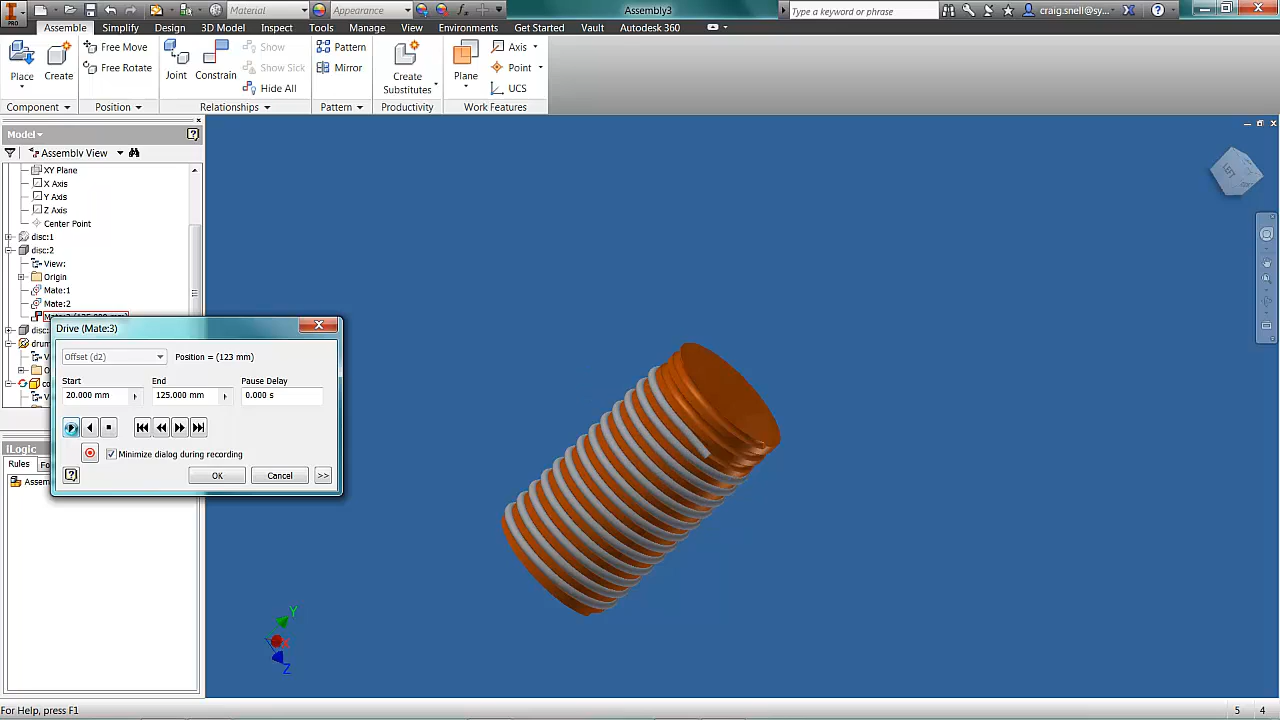 PRO
Material
Appearance
Assembly3
Type a keyword or phrase
craig.snell@sy...
Assemble Simplify Design 3D Model Inspect Tools Manage View Environments Get Started Vault Autodesk 360
Place
Create
Free Move
Free Rotate
Joint
Constrain
Show
Show Sick
Hide All
Pattern
Mirror
Create
Substitutes
Plane
Axis
Point
UCS
Component Position Relationships Pattern Productivity Work Features
Model
Assembly View
XY Plane
X Axis
Y Axis
Z Axis
Center Point
disc:1
disc:2
View:
Origin
Mate:1
Mate:2
Drive (Mate:3)
Offset (d2) Position = (123 mm)
Start End Pause Delay
20.000 mm 125.000 mm 0.000 s
Minimize dialog during recording
OK Cancel >>
iLogic
Rules Fo
Assem
LEFT
Y
X
Z
For Help, press F1
5 4